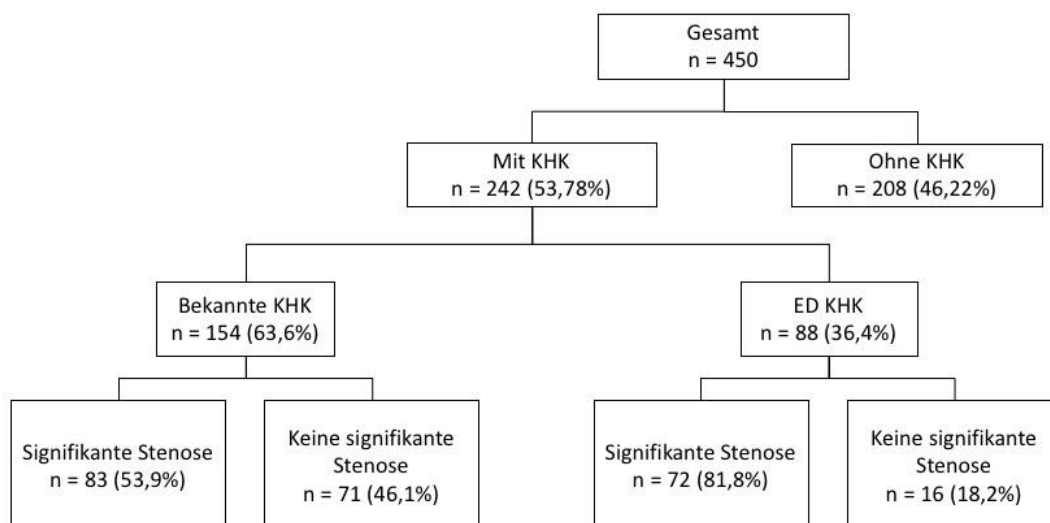 Gesamt
n = 450
Mit KHK
n = 242 (53,78%)
Ohne KHK
n = 208 (46,22%)
Bekannte KHK
n = 154 (63,6%)
ED KHK
n = 88 (36,4%)
Signifikante Stenose
n = 83 (53,9%)
Keine signifikante
Stenose
n = 71 (46,1%)
Signifikante Stenose
n = 72 (81,8%)
Keine signifikante
Stenose
n = 16 (18,2%)